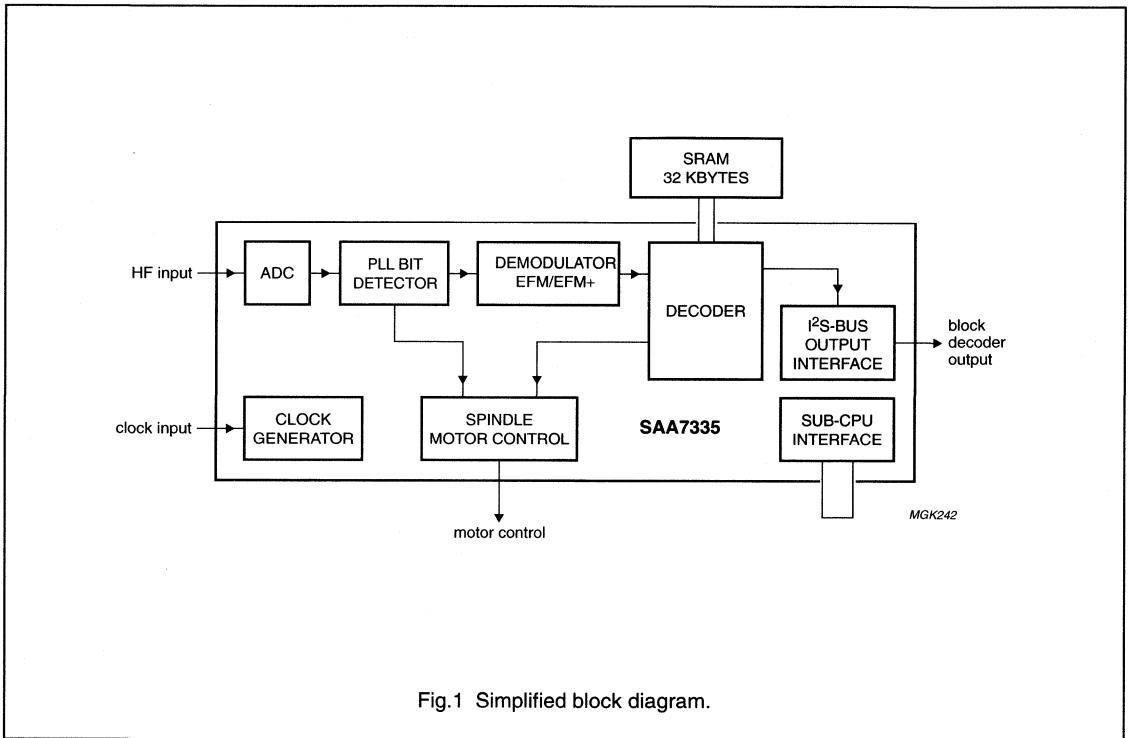 SRAM
32 KBYTES
HF input
ADC
PLL BIT
DETECTOR
DEMODULATOR
EFM/EFM+
DECODER
I²S-BUS
OUTPUT
INTERFACE
block
decoder
output
clock input
CLOCK
GENERATOR
SPINDLE
MOTOR CONTROL
SAA7335
SUB-CPU
INTERFACE
motor control
MGK242
Fig.1 Simplified block diagram.